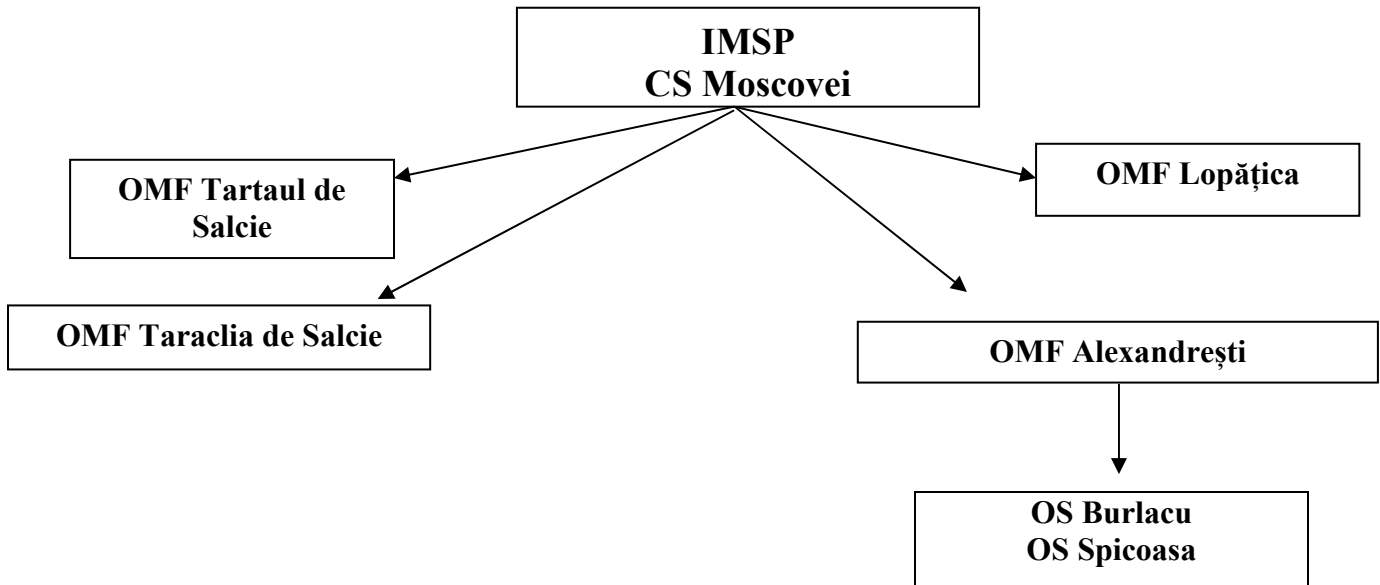 IMSP
CS Moscovei
OMF Tartaul de
Salcie
OMF Lopățica
OMF Taraclia de Salcie
OMF Alexandrești
OS Burlacu
OS Spicoasa